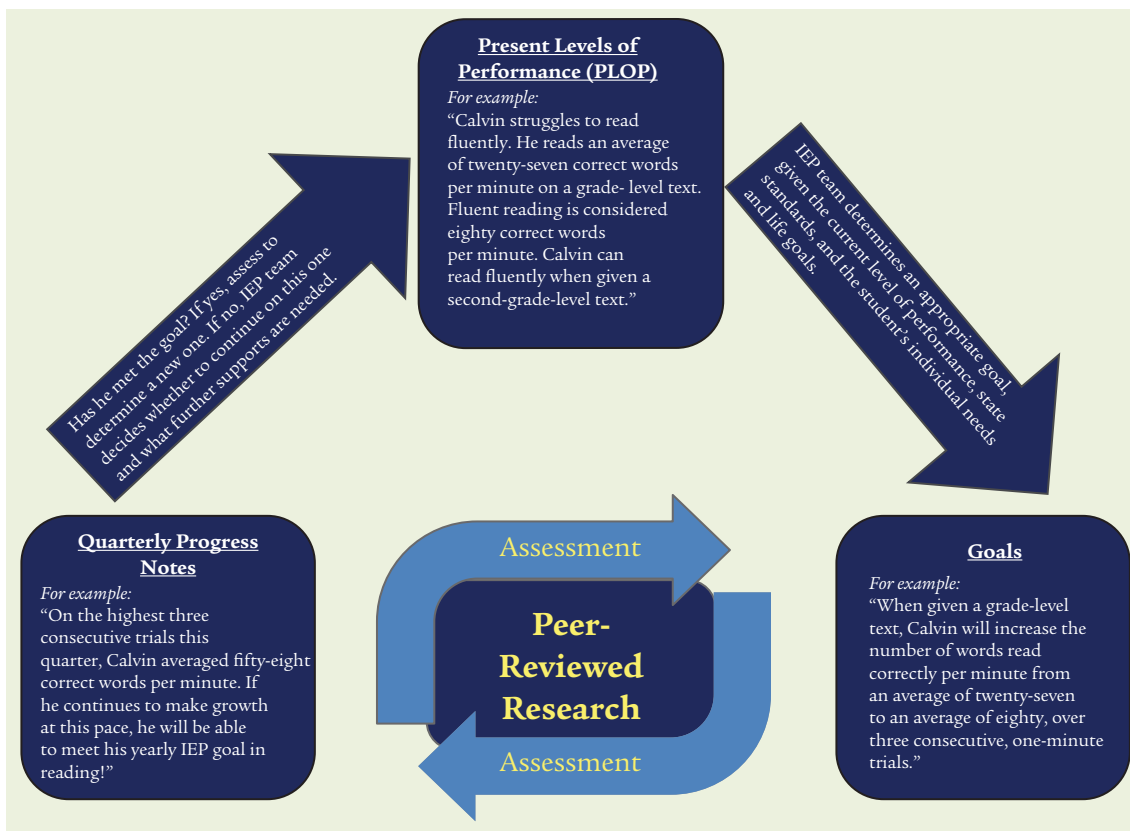 Present Levels of
Performance (PLOP)
For example:
“Calvin struggles to read
fluently. He reads an average
of twenty-seven correct words
per minute on a grade- level text.
Fluent reading is considered
eighty correct words
per minute. Calvin can
read fluently when given a
second-grade-level text.”
IEP team determines an appropriate goal,
given the current level of performance, state
standards, and the student’s individual needs
and life goals.
Goals
For example:
“When given a grade-level
text, Calvin will increase the
number of words read
correctly per minute from
an average of twenty-seven
to an average of eighty, over
three consecutive, one-minute
trials.”
Quarterly Progress
Notes
For example:
“On the highest three
consecutive trials this
quarter, Calvin averaged fifty-eight
correct words per minute. If
he continues to make growth
at this pace, he will be able
to meet his yearly IEP goal in
reading!”
Has he met the goal? If yes, assess to
determine a new one. If no, IEP team
decides whether to continue on this one
and what further supports are needed.
Assessment
Peer-
Reviewed
Research
Assessment